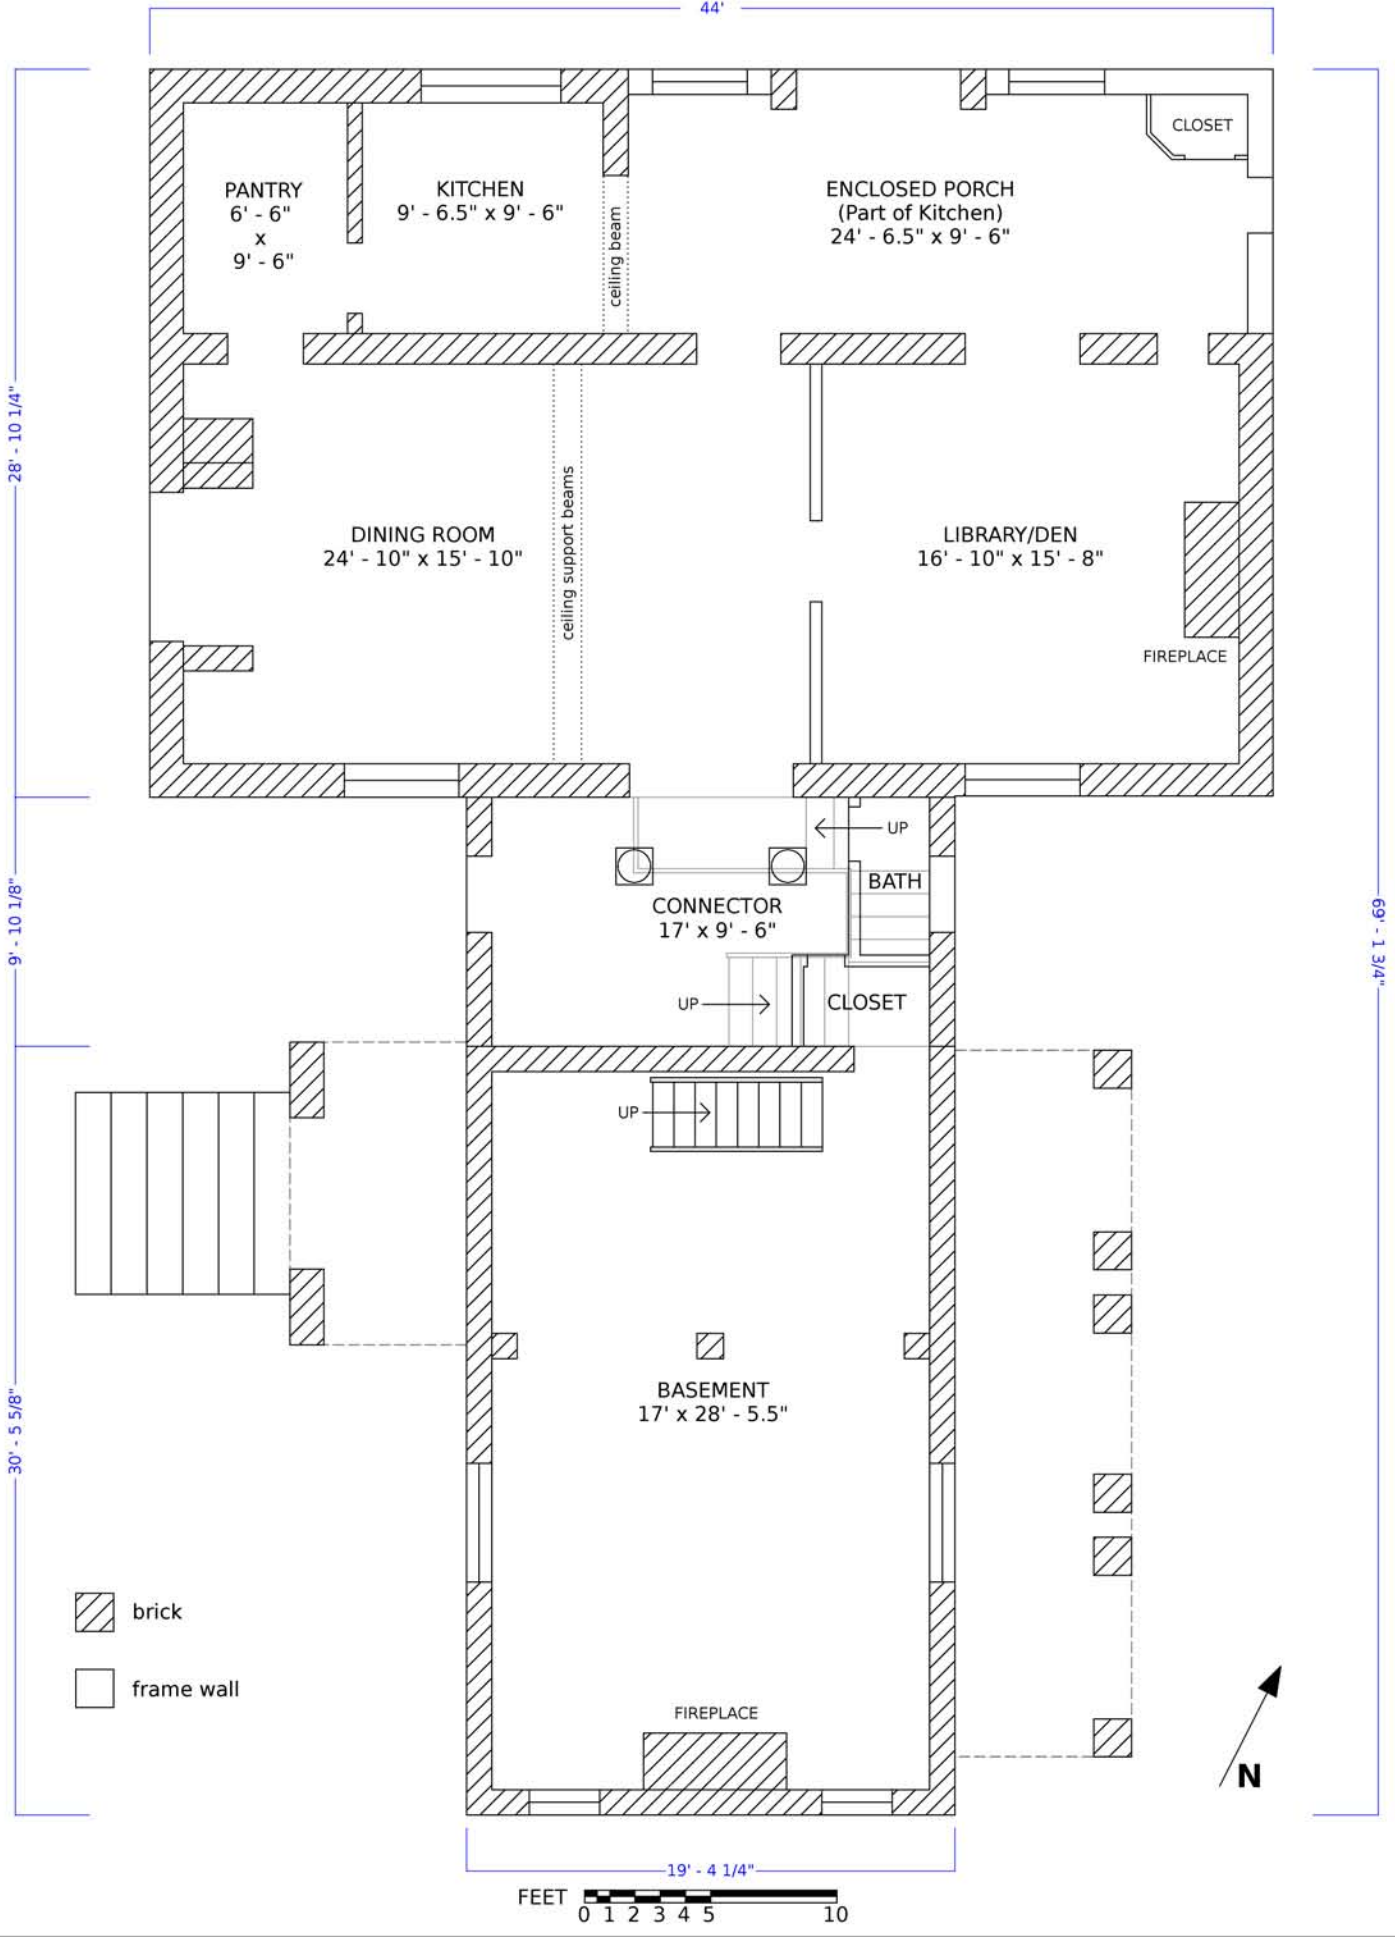 44'
CLOSET
PANTRY
6' - 6"
x
9' - 6"
KITCHEN
9' - 6.5" x 9' - 6"
ceiling beam
ENCLOSED PORCH
(Part of Kitchen)
24' - 6.5" x 9' - 6"
28' - 10 1/4"
DINING ROOM
24' - 10" x 15' - 10"
ceiling support beams
LIBRARY/DEN
16' - 10" x 15' - 8"
FIREPLACE
UP
BATH
9' - 10 1/8"
CONNECTOR
17' x 9' - 6"
69' - 1 3/4"
UP
CLOSET
UP
BASEMENT
17' x 28' - 5.5"
30' - 5 5/8"
brick
frame wall
FIREPLACE
N
19' - 4 1/4"
FEET
0 1 2 3 4 5 10